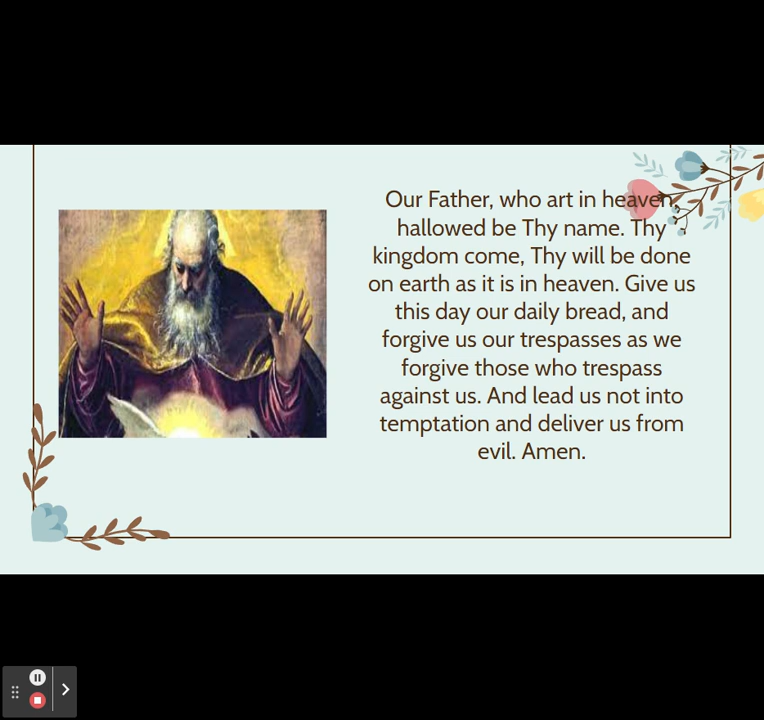 Our Father, who art in heaven,
hallowed be Thy name. Thy
kingdom come, Thy will be done
on earth as it is in heaven. Give us
this day our daily bread, and
forgive us our trespasses as we
forgive those who trespass
against us. And lead us not into
temptation and deliver us from
evil. Amen.